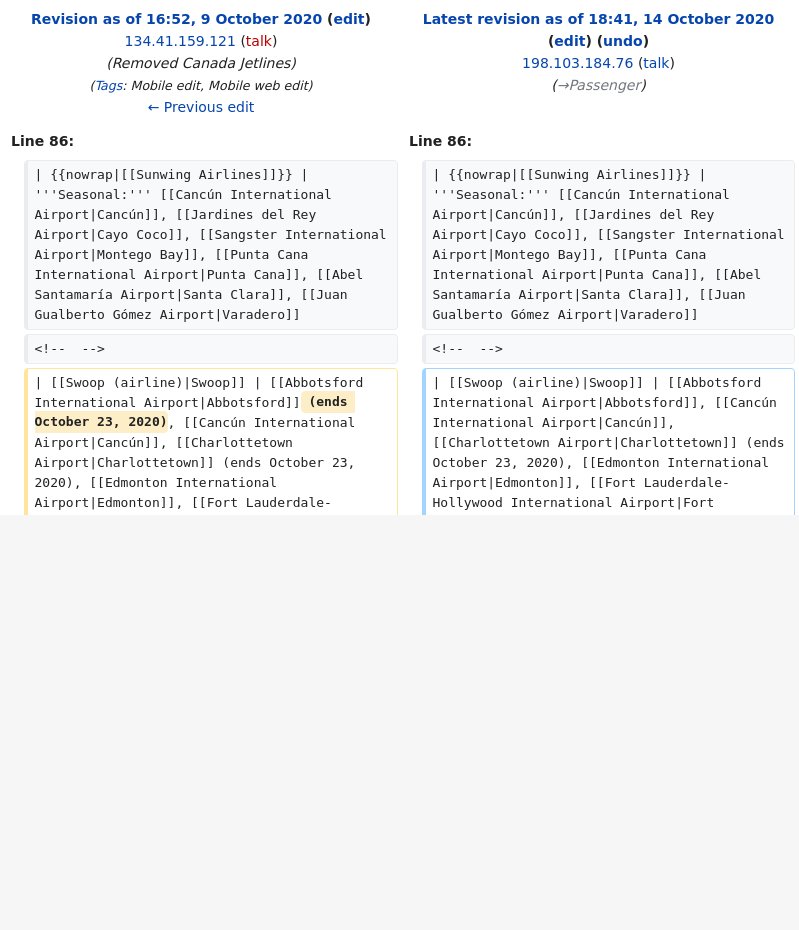 Revision as of 16:52, 9 October 2020 (edit)
134.41.159.121 (talk)
(Removed Canada Jetlines)
(Tags: Mobile edit, Mobile web edit)
← Previous edit
Line 86:
| {{nowrap|[[Sunwing Airlines]]}} |
'''Seasonal:''' [[Cancún International
Airport|Cancún]], [[Jardines del Rey
Airport|Cayo Coco]], [[Sangster International
Airport|Montego Bay]], [[Punta Cana
International Airport|Punta Cana]], [[Abel
Santamaría Airport|Santa Clara]], [[Juan
Gualberto Gómez Airport|Varadero]]
<!--  -->
| [[Swoop (airline)|Swoop]] | [[Abbotsford
International Airport|Abbotsford]] (ends
October 23, 2020), [[Cancún International
Airport|Cancún]], [[Charlottetown
Airport|Charlottetown]] (ends October 23,
2020), [[Edmonton International
Airport|Edmonton]], [[Fort Lauderdale-
Latest revision as of 18:41, 14 October 2020
(edit) (undo)
198.103.184.76 (talk)
(→Passenger)
Line 86:
| {{nowrap|[[Sunwing Airlines]]}} |
'''Seasonal:''' [[Cancún International
Airport|Cancún]], [[Jardines del Rey
Airport|Cayo Coco]], [[Sangster International
Airport|Montego Bay]], [[Punta Cana
International Airport|Punta Cana]], [[Abel
Santamaría Airport|Santa Clara]], [[Juan
Gualberto Gómez Airport|Varadero]]
<!--  -->
| [[Swoop (airline)|Swoop]] | [[Abbotsford
International Airport|Abbotsford]], [[Cancún
International Airport|Cancún]],
[[Charlottetown Airport|Charlottetown]] (ends
October 23, 2020), [[Edmonton International
Airport|Edmonton]], [[Fort Lauderdale-
Hollywood International Airport|Fort